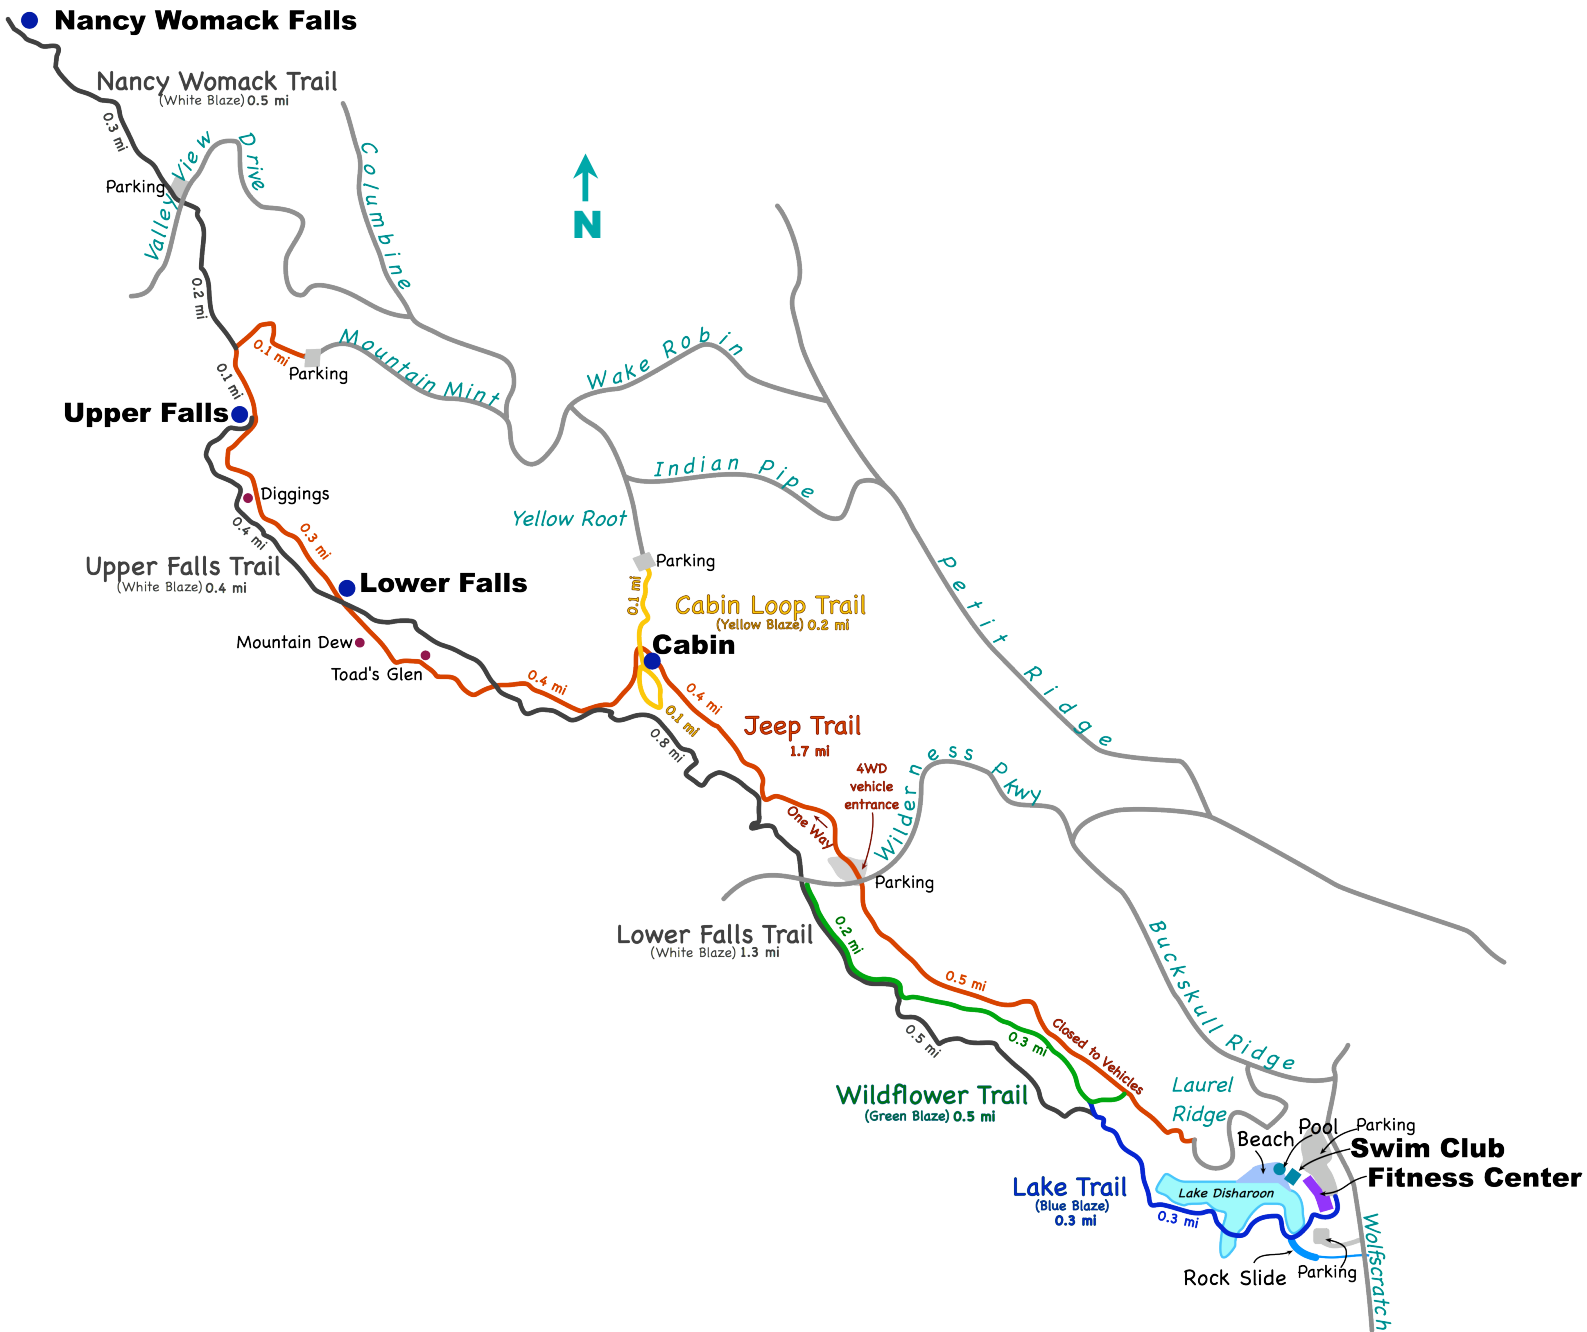 Nancy Womack Falls
Nancy Womack Trail
(White Blaze) 0.5 mi
0.3 mi
Valley View Drive
Columbine
Parking
N
0.2 mi
0.1 mi
Parking
Mountain Mint
Wake Robin
0.1 mi
Upper Falls
Indian Pipe
Diggings
Yellow Root
0.4 mi
0.3 mi
Upper Falls Trail
(White Blaze) 0.4 mi
Lower Falls
Parking
0.1 mi
Cabin Loop Trail
(Yellow Blaze) 0.2 mi
Petit Ridge
Mountain Dew
Cabin
Toad's Glen
0.4 mi
0.4 mi
0.1 mi
0.8 mi
Jeep Trail
1.7 mi
4WD
vehicle
entrance
Wilderness Pkwy
One Way
Parking
Lower Falls Trail
(White Blaze) 1.3 mi
0.2 mi
0.5 mi
Buckskull Ridge
0.5 mi
0.3 mi
Closed to Vehicles
Wildflower Trail
(Green Blaze) 0.5 mi
Laurel
Ridge
Beach
Pool
Parking
Swim Club
Fitness Center
Lake Trail
(Blue Blaze)
0.3 mi
Lake Disharoon
0.3 mi
Rock Slide
Parking
Wolfscratch